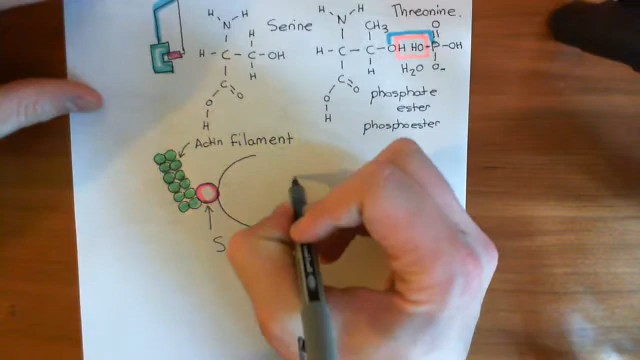 Serine
Threonine.
H H
N
H
H - C - C - OH
H
C
O
O
H
H H
N
CH3
H - C - C - OH HO - P - OH
O
O-
H
H2O
C
O
O
H
phosphate
ester
phosphoester
Actin filament
S